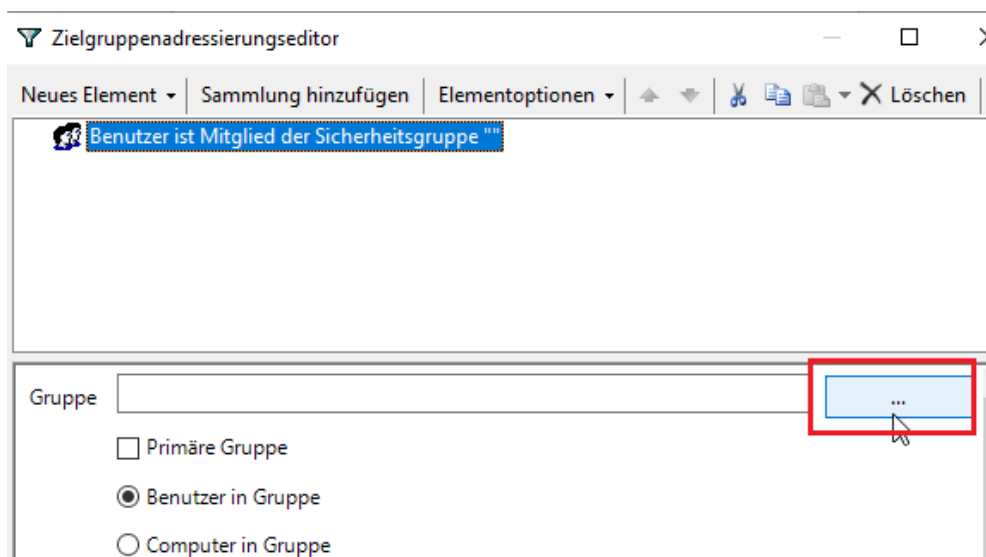 Zielgruppenadressierungseditor
Neues Element Sammlung hinzufügen Elementoptionen Löschen
Benutzer ist Mitglied der Sicherheitsgruppe ""
Gruppe ...
Primäre Gruppe
Benutzer in Gruppe
Computer in Gruppe